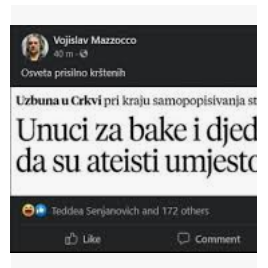 Vojislav Mazzocco
40 m
Osveta prisilno krštenih
Uzbuna u Crkvi pri kraju samopopisivanja st
Unuci za bake i djed
da su ateisti umjesto
Teddea Senjanovich and 172 others
Like Comment